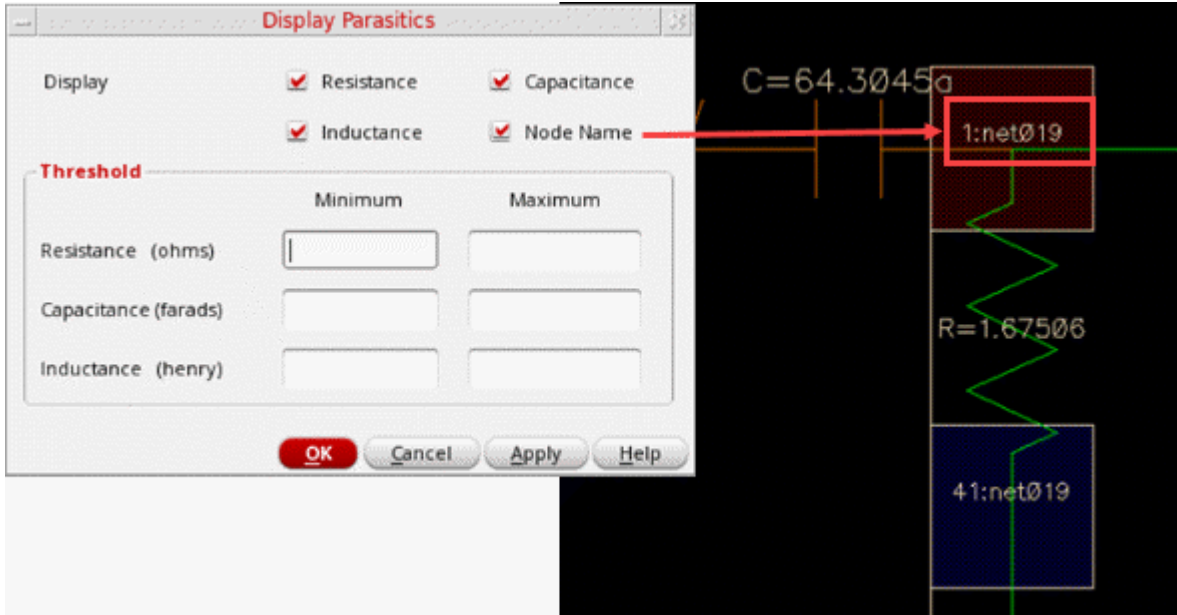 Display Parasitics
Display
Resistance
Capacitance
Inductance
Node Name
Threshold
Minimum
Maximum
Resistance (ohms)
Capacitance (farads)
Inductance (henry)
OK
Cancel
Apply
Help
C=64.3045a
1:net019
R=1.67506
41:net019